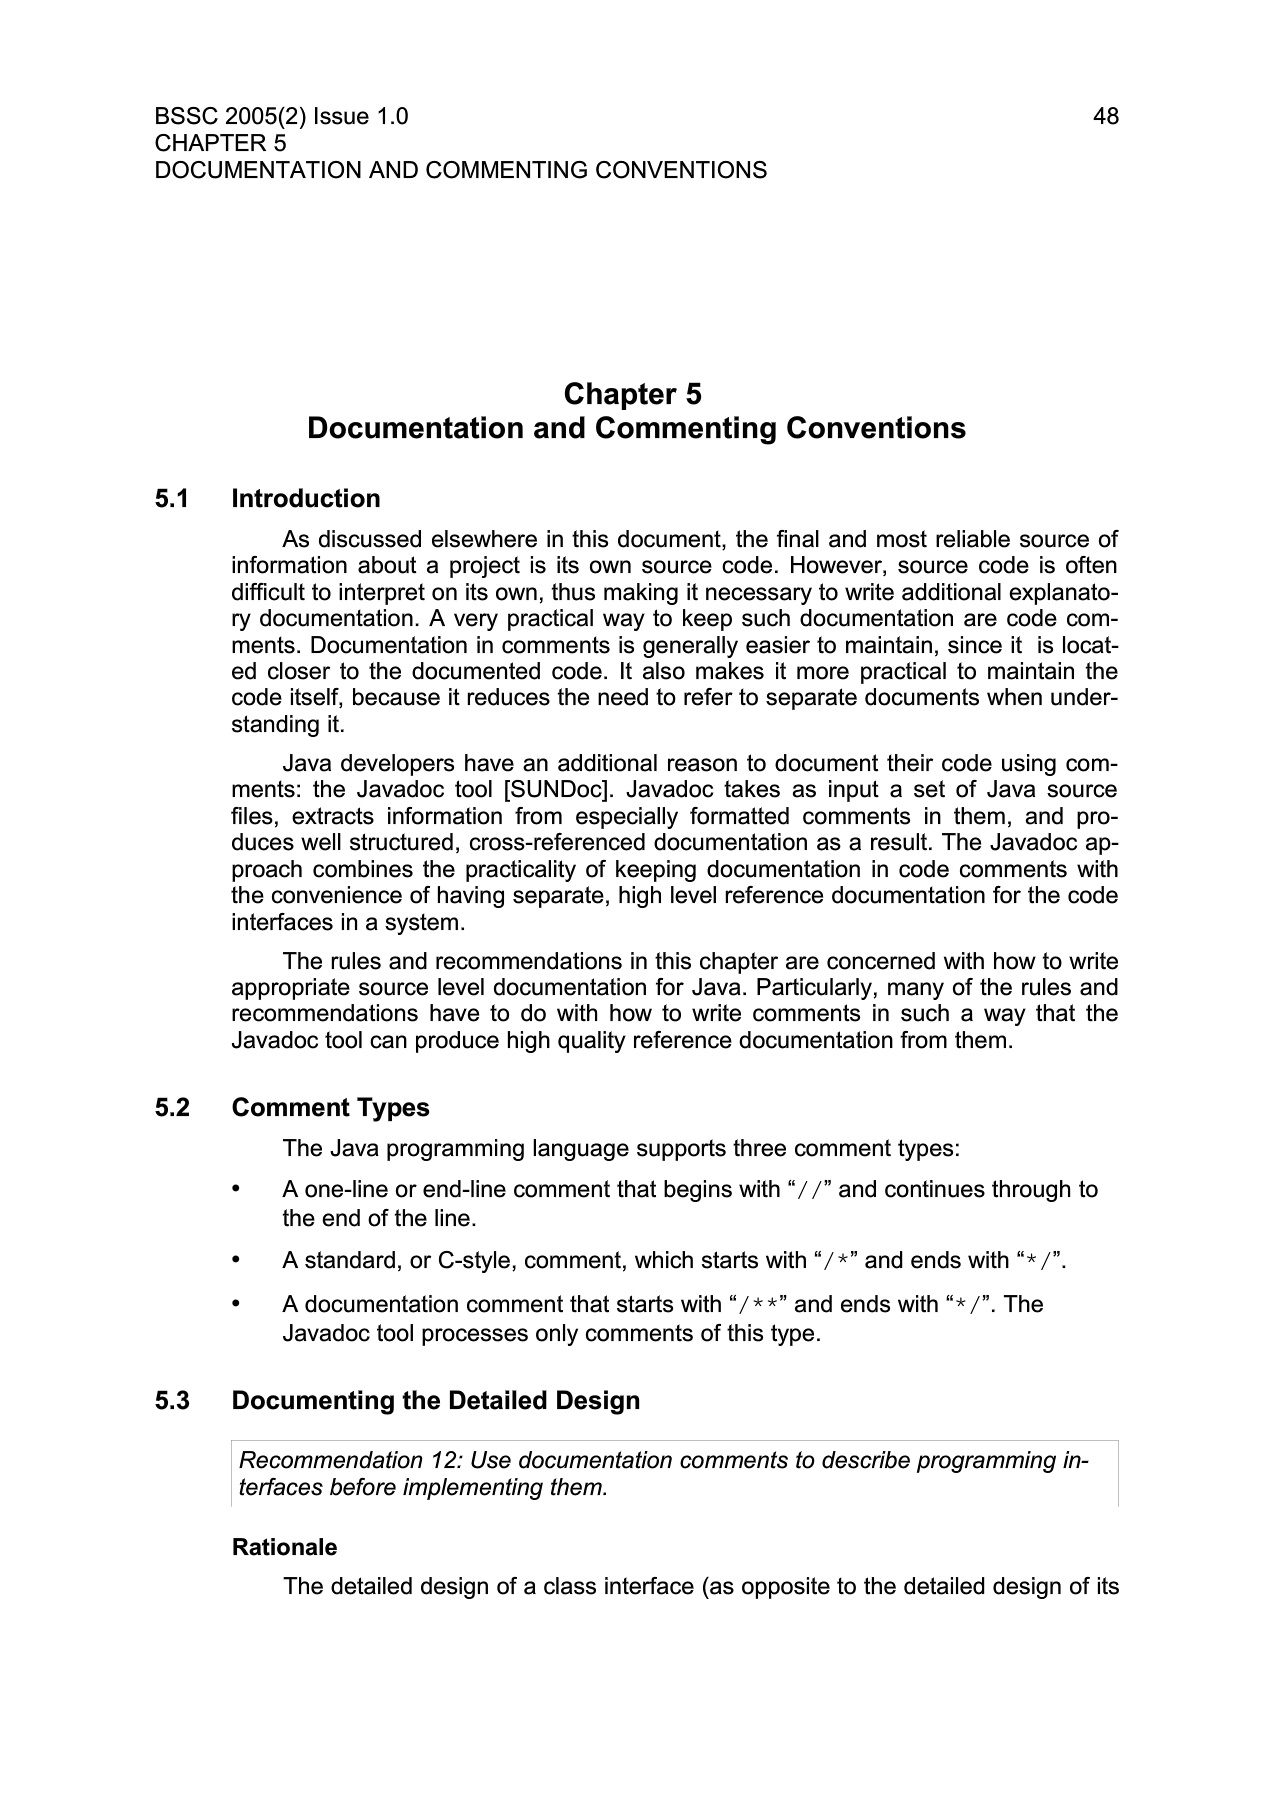 BSSC 2005(2) Issue 1.0 48
CHAPTER 5
DOCUMENTATION AND COMMENTING CONVENTIONS
Chapter 5
Documentation and Commenting Conventions
5.1 Introduction
As discussed elsewhere in this document, the final and most reliable source of
information about a project is its own source code. However, source code is often
difficult to interpret on its own, thus making it necessary to write additional explanato-
ry documentation. A very practical way to keep such documentation are code com-
ments. Documentation in comments is generally easier to maintain, since it  is locat-
ed closer to the documented code. It also makes it more practical to maintain the
code itself, because it reduces the need to refer to separate documents when under-
standing it.
Java developers have an additional reason to document their code using com-
ments: the Javadoc tool [SUNDoc]. Javadoc takes as input a set of Java source
files, extracts information from especially formatted comments in them, and pro-
duces well structured, cross-referenced documentation as a result. The Javadoc ap-
proach combines the practicality of keeping documentation in code comments with
the convenience of having separate, high level reference documentation for the code
interfaces in a system.
The rules and recommendations in this chapter are concerned with how to write
appropriate source level documentation for Java. Particularly, many of the rules and
recommendations have to do with how to write comments in such a way that the
Javadoc tool can produce high quality reference documentation from them.
5.2 Comment Types
The Java programming language supports three comment types:
• A one-line or end-line comment that begins with “//” and continues through to
the end of the line.
• A standard, or C-style, comment, which starts with “/*” and ends with “*/”.
• A documentation comment that starts with “/**” and ends with “*/”. The
Javadoc tool processes only comments of this type.
5.3 Documenting the Detailed Design
Recommendation 12: Use documentation comments to describe programming in-
terfaces before implementing them.
Rationale
The detailed design of a class interface (as opposite to the detailed design of its